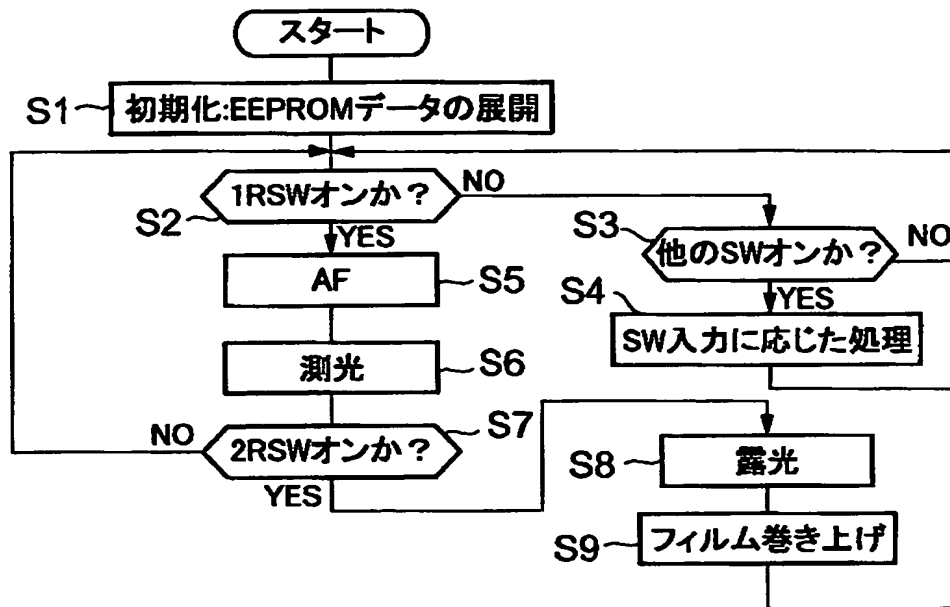 スタート
S1
初期化:EEPROMデータの展開
1RSWオンか？
NO
S2
YES
S3
他のSWオンか？
NO
AF
S5
S4
YES
SW入力に応じた処理
測光
S6
NO
2RSWオンか？
S7
YES
S8
露光
S9
フィルム巻き上げ